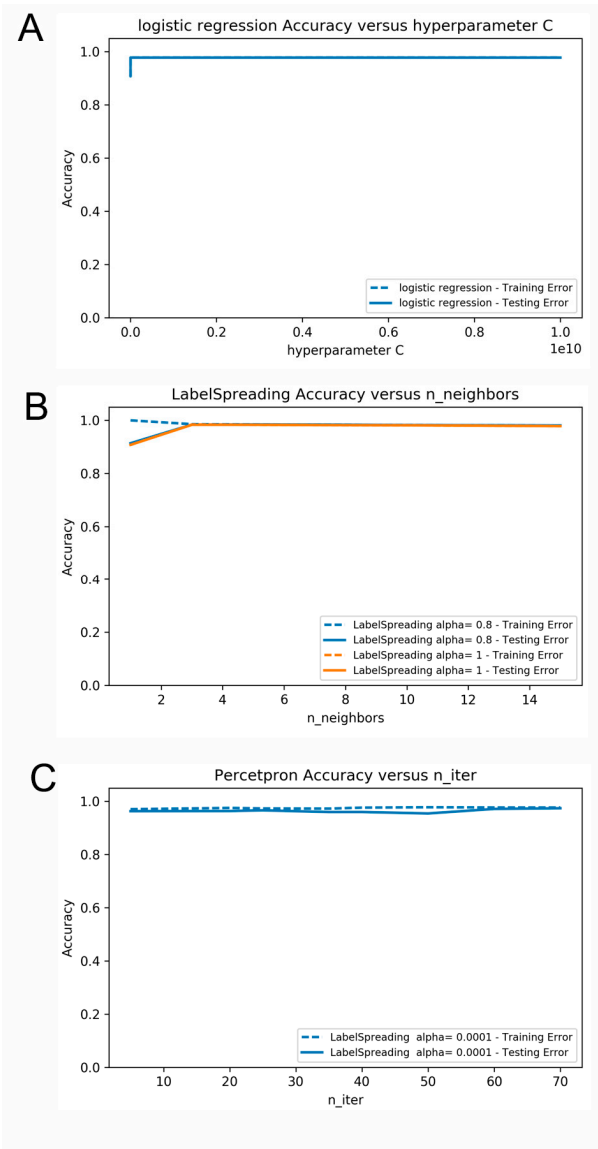 A
logistic regression Accuracy versus hyperparameter C
1.0
0.8
0.6
0.4
0.2
0.0
Accuracy
logistic regression - Training Error
logistic regression - Testing Error
0.0 0.2 0.4 0.6 0.8 1.0
1e10
hyperparameter C
B
LabelSpreading Accuracy versus n_neighbors
1.0
0.8
0.6
0.4
0.2
0.0
Accuracy
LabelSpreading alpha= 0.8 - Training Error
LabelSpreading alpha= 0.8 - Testing Error
LabelSpreading alpha= 1 - Training Error
LabelSpreading alpha= 1 - Testing Error
2 4 6 8 10 12 14
n_neighbors
C
Percetpron Accuracy versus n_iter
1.0
0.8
0.6
0.4
0.2
0.0
Accuracy
LabelSpreading alpha= 0.0001 - Training Error
LabelSpreading alpha= 0.0001 - Testing Error
10 20 30 40 50 60 70
n_iter